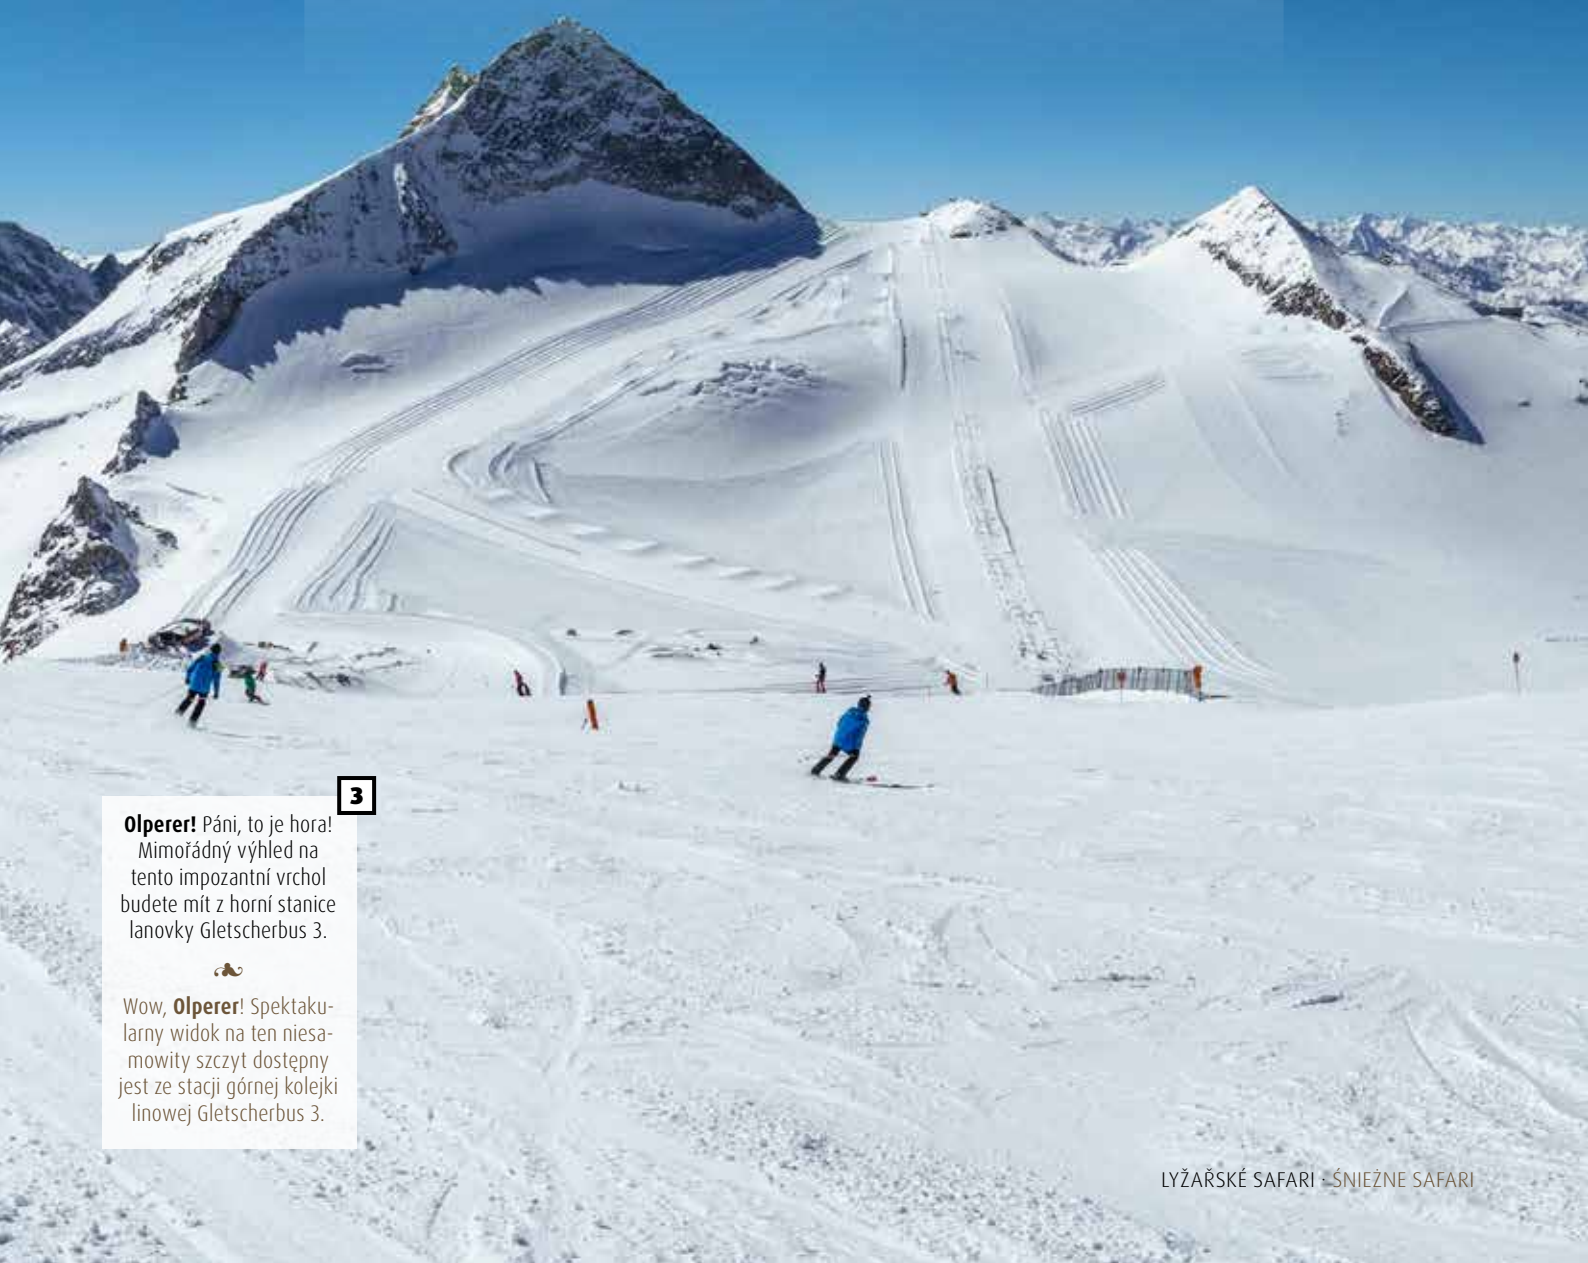 3
Olperer! Páni, to je hora!
Mimořádný výhled na
tento impozantní vrchol
budete mít z horní stanice
lanovky Gletscherbus 3.
Wow, Olperer! Spektaku-
larny widok na ten niesa-
mowity szczyt dostępny
jest ze stacji górnej kolejki
linowej Gletscherbus 3.
LYŽAŘSKÉ SAFARI · ŚNIEŻNE SAFARI